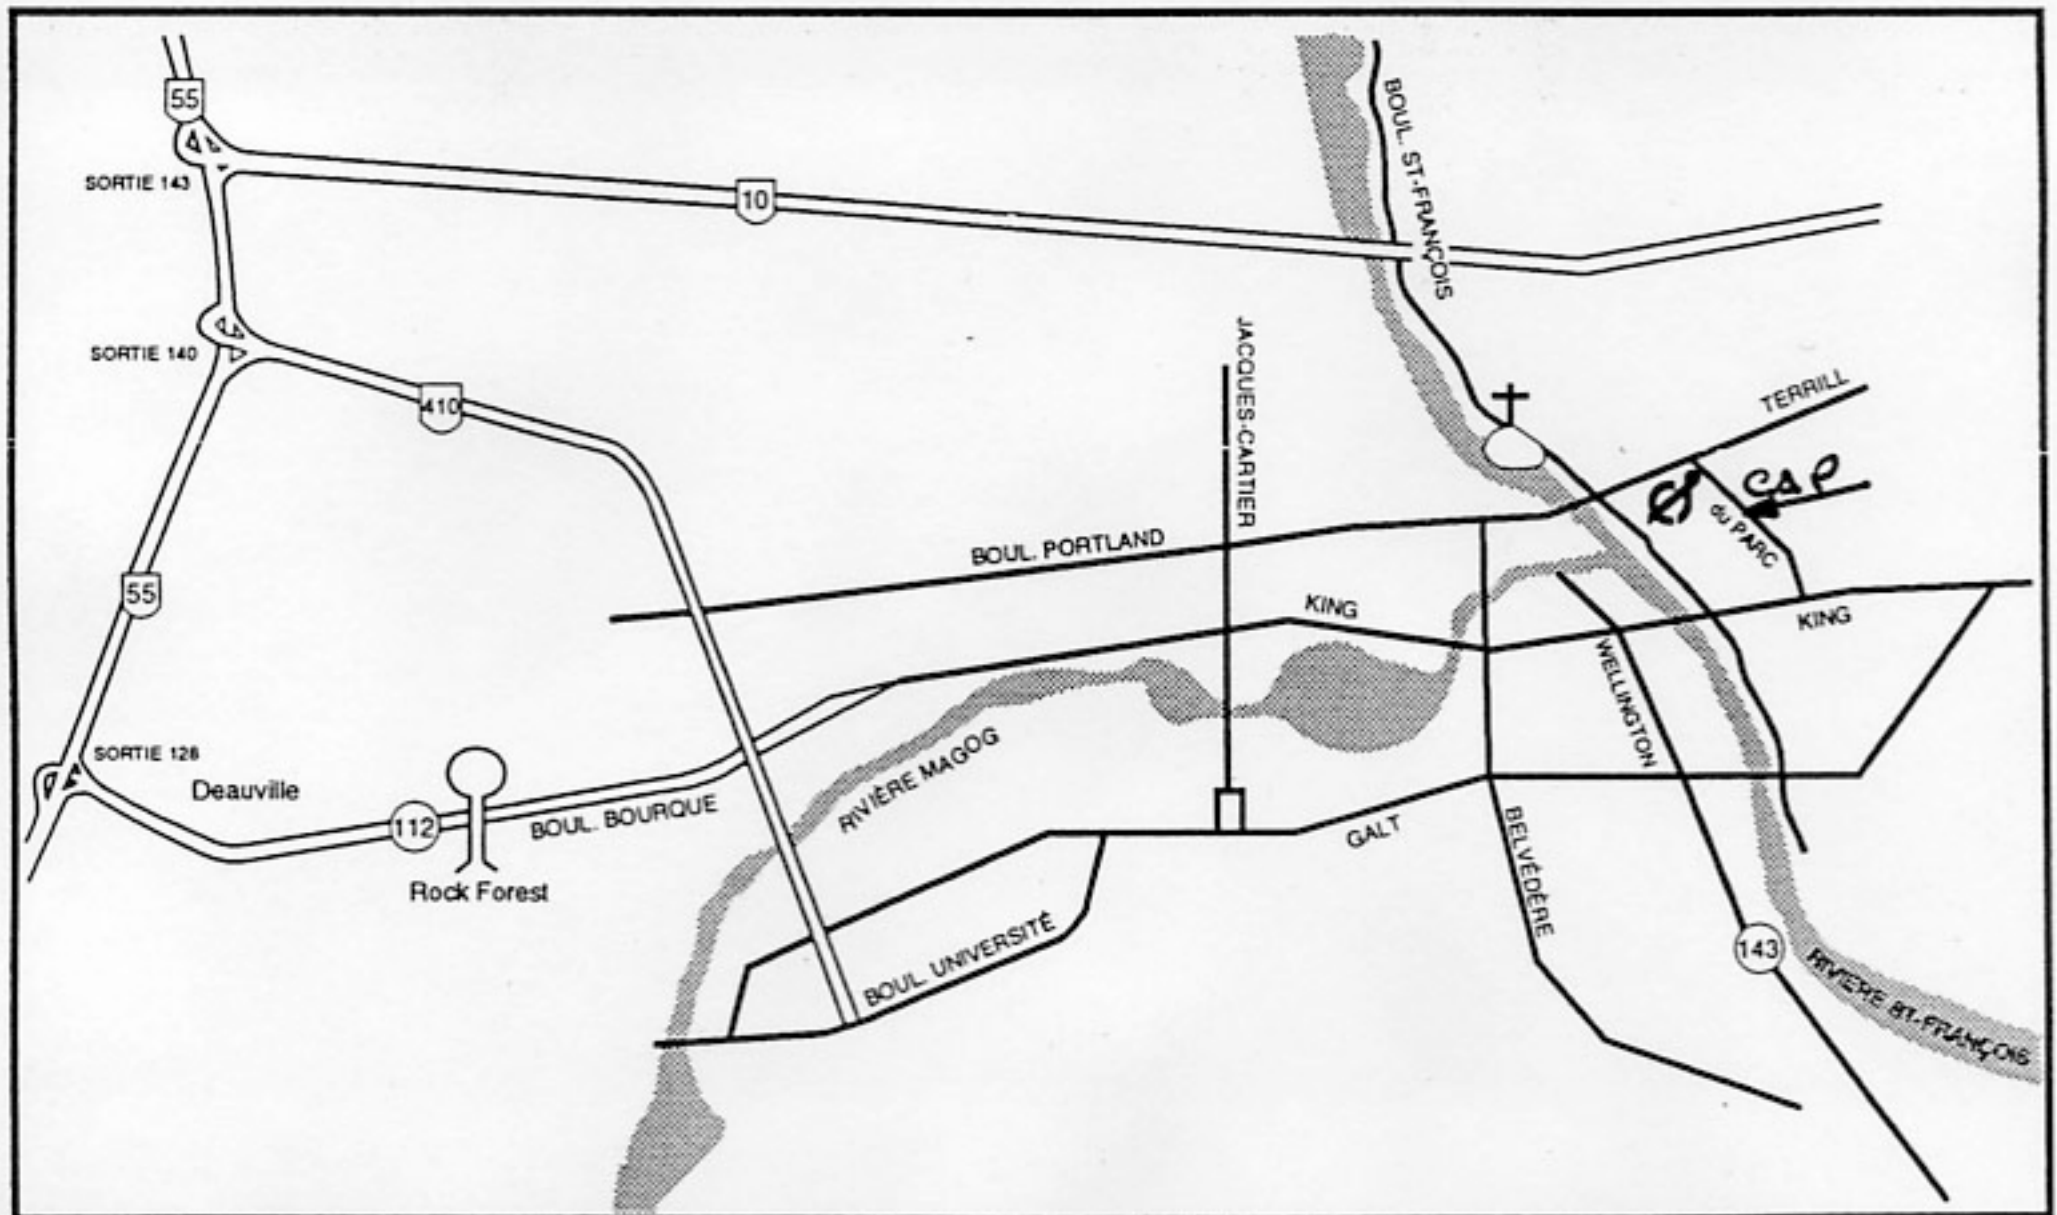 55
BOUL. ST-FRANÇOIS
SORTIE 143
10
JACQUES-CARTIER
SORTIE 140
410
TERRILL
CAP
du PARC
BOUL. PORTLAND
55
KING
KING
WELLINGTON
SORTIE 128
Deauville
RIVIÈRE MAGOG
112
BOUL. BOURQUE
GALT
BELVÉDÈRE
Rock Forest
BOUL. UNIVERSITÉ
143
RIVIÈRE ST-FRANÇOIS